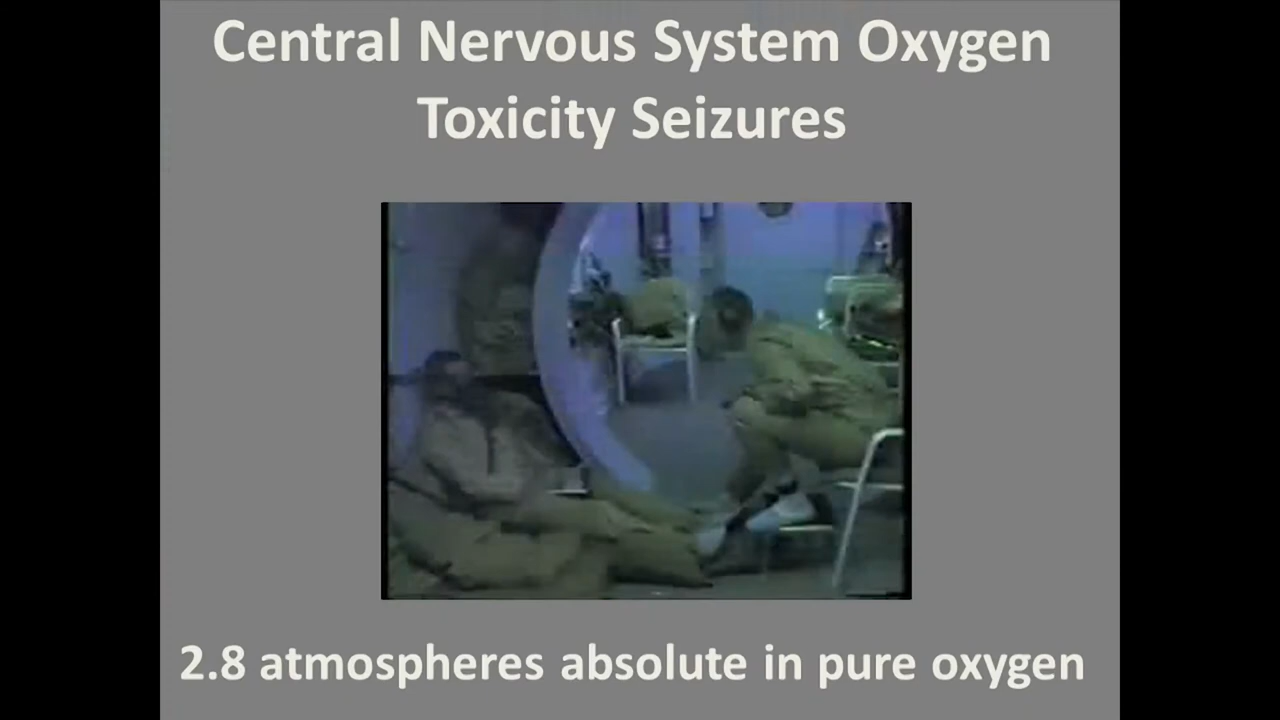 Central Nervous System Oxygen
Toxicity Seizures
2.8 atmospheres absolute in pure oxygen